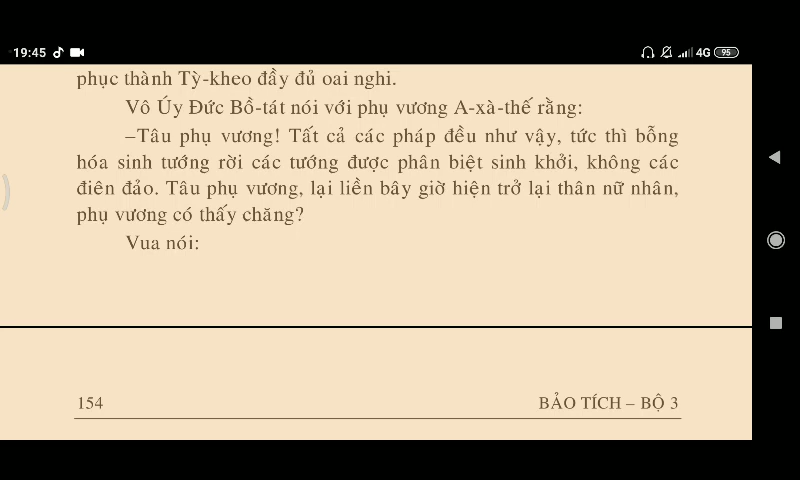 19:45
4G 95
phục thành Tỳ-kheo đầy đủ oai nghi.
Vô Úy Đức Bồ-tát nói với phụ vương A-xà-thế rằng:
–Tâu phụ vương! Tất cả các pháp đều như vậy, tức thì bỗng
hóa sinh tướng rời các tướng được phân biệt sinh khởi, không các
điên đảo. Tâu phụ vương, lại liền bây giờ hiện trở lại thân nữ nhân,
phụ vương có thấy chăng?
Vua nói:
154 BẢO TÍCH – BỘ 3